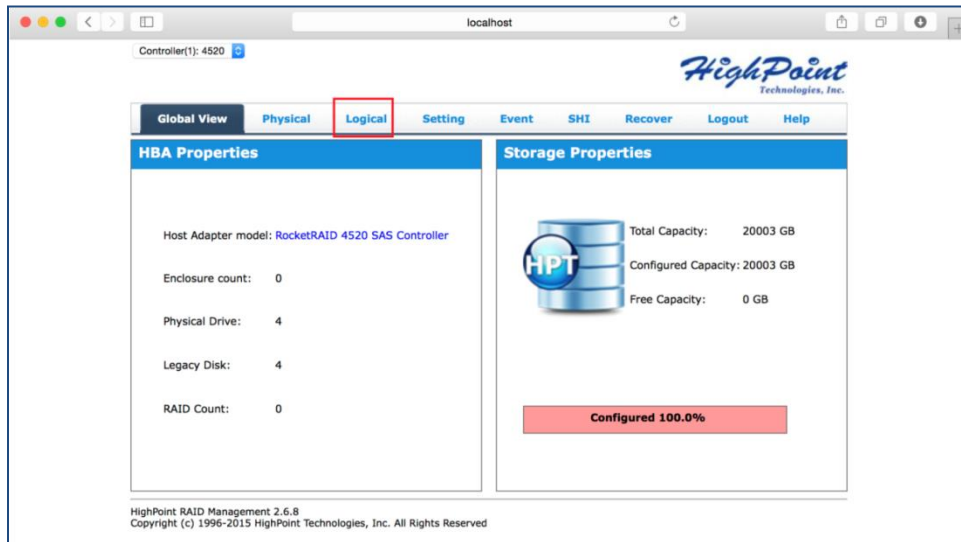 localhost
Controller(1): 4520
HighPoint
Technologies, Inc.
Global View Physical Logical Setting Event SHI Recover Logout Help
HBA Properties
Host Adapter model: RocketRAID 4520 SAS Controller
Enclosure count: 0
Physical Drive: 4
Legacy Disk: 4
RAID Count: 0
Storage Properties
HPT
Total Capacity: 20003 GB
Configured Capacity: 20003 GB
Free Capacity: 0 GB
Configured 100.0%
HighPoint RAID Management 2.6.8
Copyright (c) 1996-2015 HighPoint Technologies, Inc. All Rights Reserved